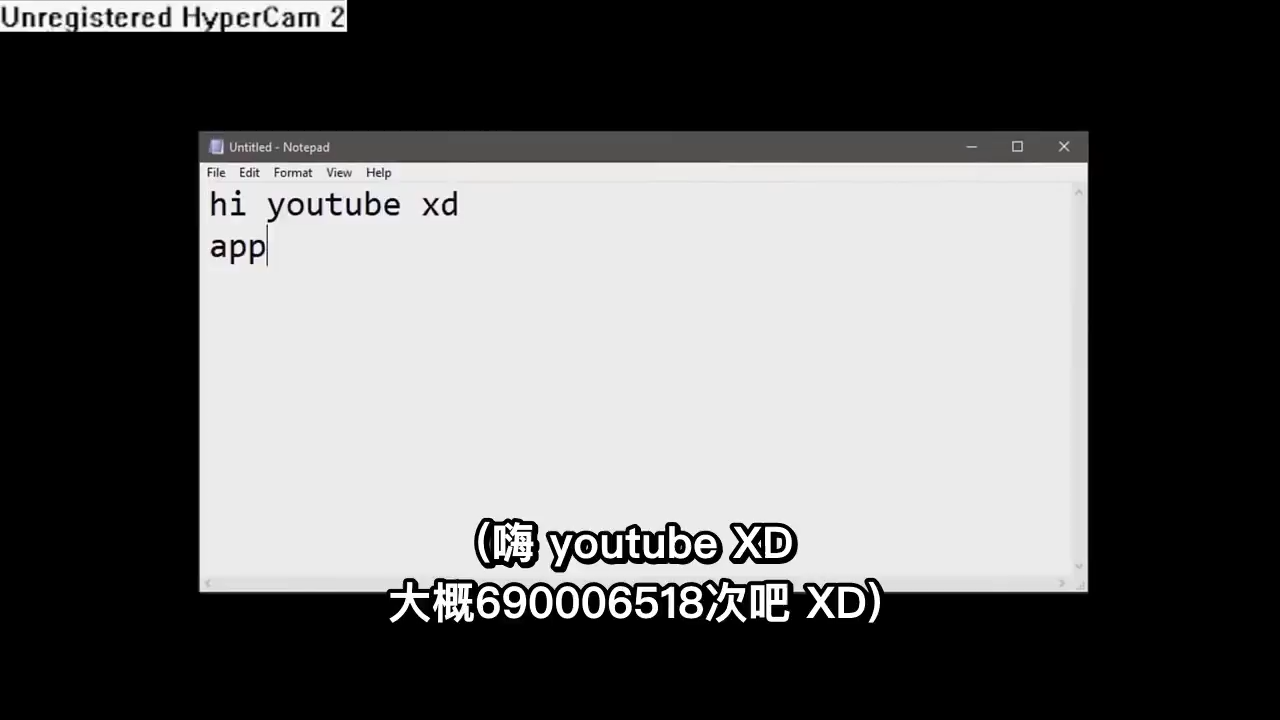 Unregistered HyperCam 2
Untitled - Notepad
File Edit Format View Help
hi youtube xd
app
（嗨 youtube XD
大概690006518次吧 XD）